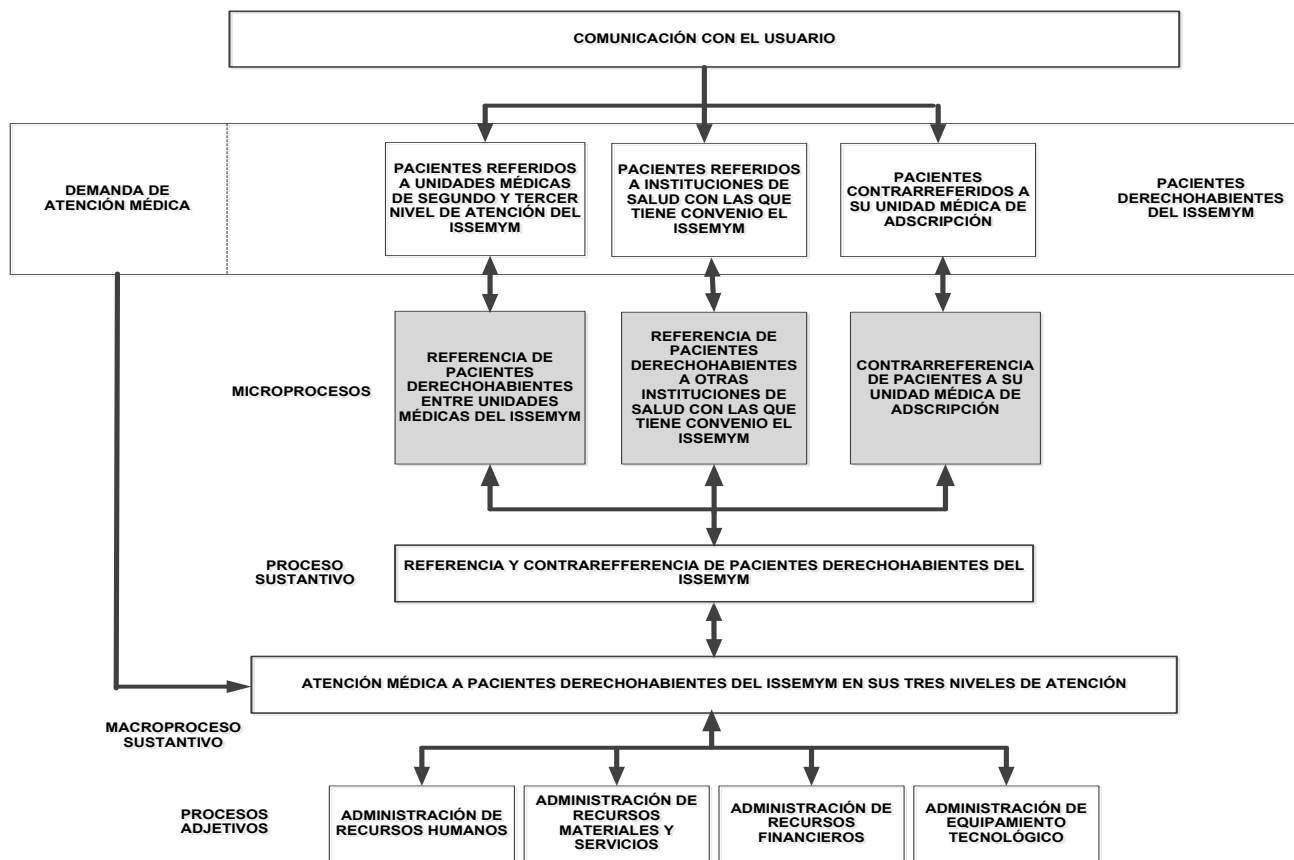 COMUNICACIÓN CON EL USUARIO
DEMANDA DE
ATENCIÓN MÉDICA
PACIENTES REFERIDOS
A UNIDADES MÉDICAS
DE SEGUNDO Y TERCER
NIVEL DE ATENCIÓN DEL
ISSEMYM
PACIENTES REFERIDOS
A INSTITUCIONES DE
SALUD CON LAS QUE
TIENE CONVENIO EL
ISSEMYM
PACIENTES
CONTRARREFERIDOS A
SU UNIDAD MÉDICA DE
ADSCRIPCIÓN
PACIENTES
DERECHOHABIENTES
DEL ISSEMYM
MICROPROCESOS
REFERENCIA DE
PACIENTES
DERECHOHABIENTES
ENTRE UNIDADES
MÉDICAS DEL ISSEMYM
REFERENCIA DE
PACIENTES
DERECHOHABIENTES
A OTRAS
INSTITUCIONES DE
SALUD CON LAS QUE
TIENE CONVENIO EL
ISSEMYM
CONTRARREFERENCIA
DE PACIENTES A SU
UNIDAD MÉDICA DE
ADSCRIPCIÓN
PROCESO
SUSTANTIVO
REFERENCIA Y CONTRAREFFERENCIA DE PACIENTES DERECHOHABIENTES DEL
ISSEMYM
ATENCIÓN MÉDICA A PACIENTES DERECHOHABIENTES DEL ISSEMYM EN SUS TRES NIVELES DE ATENCIÓN
MACROPROCESO
SUSTANTIVO
PROCESOS
ADJETIVOS
ADMINISTRACIÓN DE
RECURSOS HUMANOS
ADMINISTRACIÓN DE
RECURSOS
MATERIALES Y
SERVICIOS
ADMINISTRACIÓN DE
RECURSOS
FINANCIEROS
ADMINISTRACIÓN DE
EQUIPAMIENTO
TECNOLÓGICO